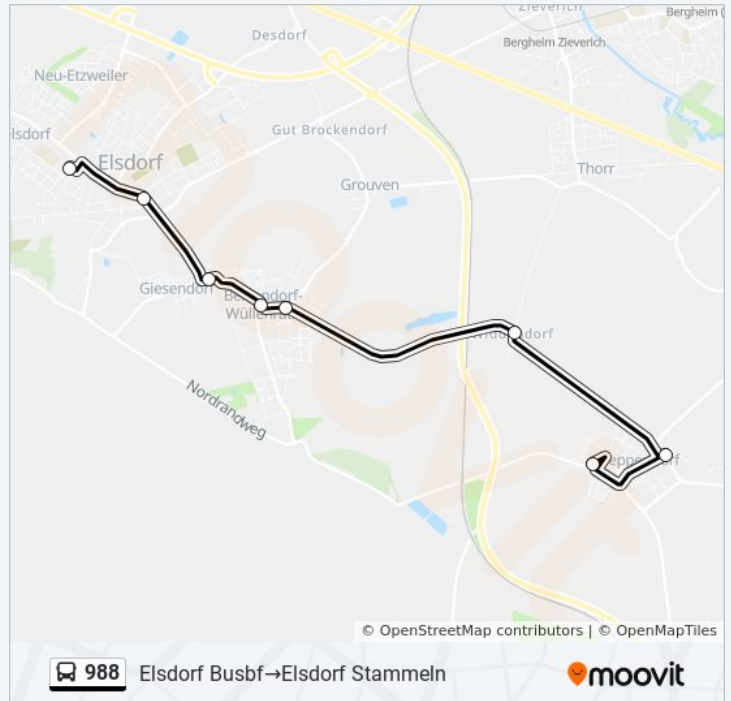 Zieverich
Bergheim (
Desdorf
Bergheim Zieverich
Neu-Etzweiler
Gut Brockendorf
lsdorf
Elsdorf
Thorr
Grouven
Giesendorf
Wüllenra
Nordrandweg
© OpenStreetMap contributors | © OpenMapTiles
988 Elsdorf Busbf→Elsdorf Stammeln
moovit